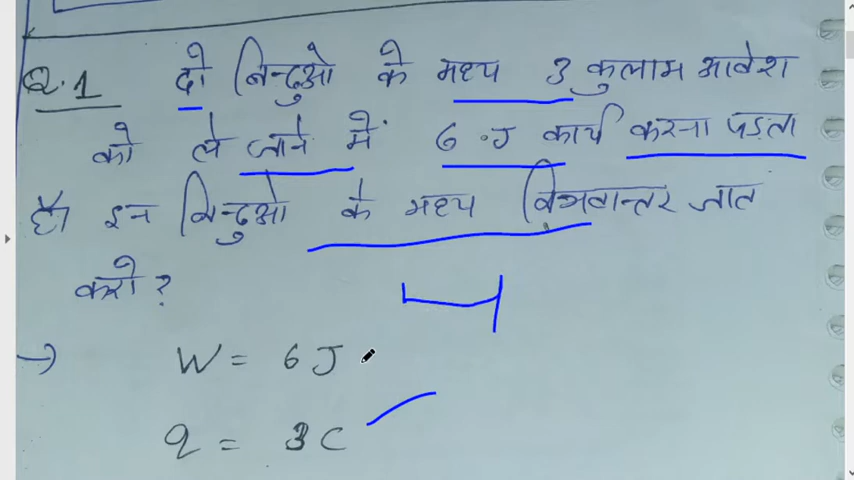 Q.1 दो बिन्दुओ के मध्य 3 कुलाम आवेश
को ले जाने में 6 J कार्य करना पड़ता
है। इन बिन्दुओ के मध्य विभवान्तर ज्ञात
करो ?
→ W = 6 J
q = 3 C